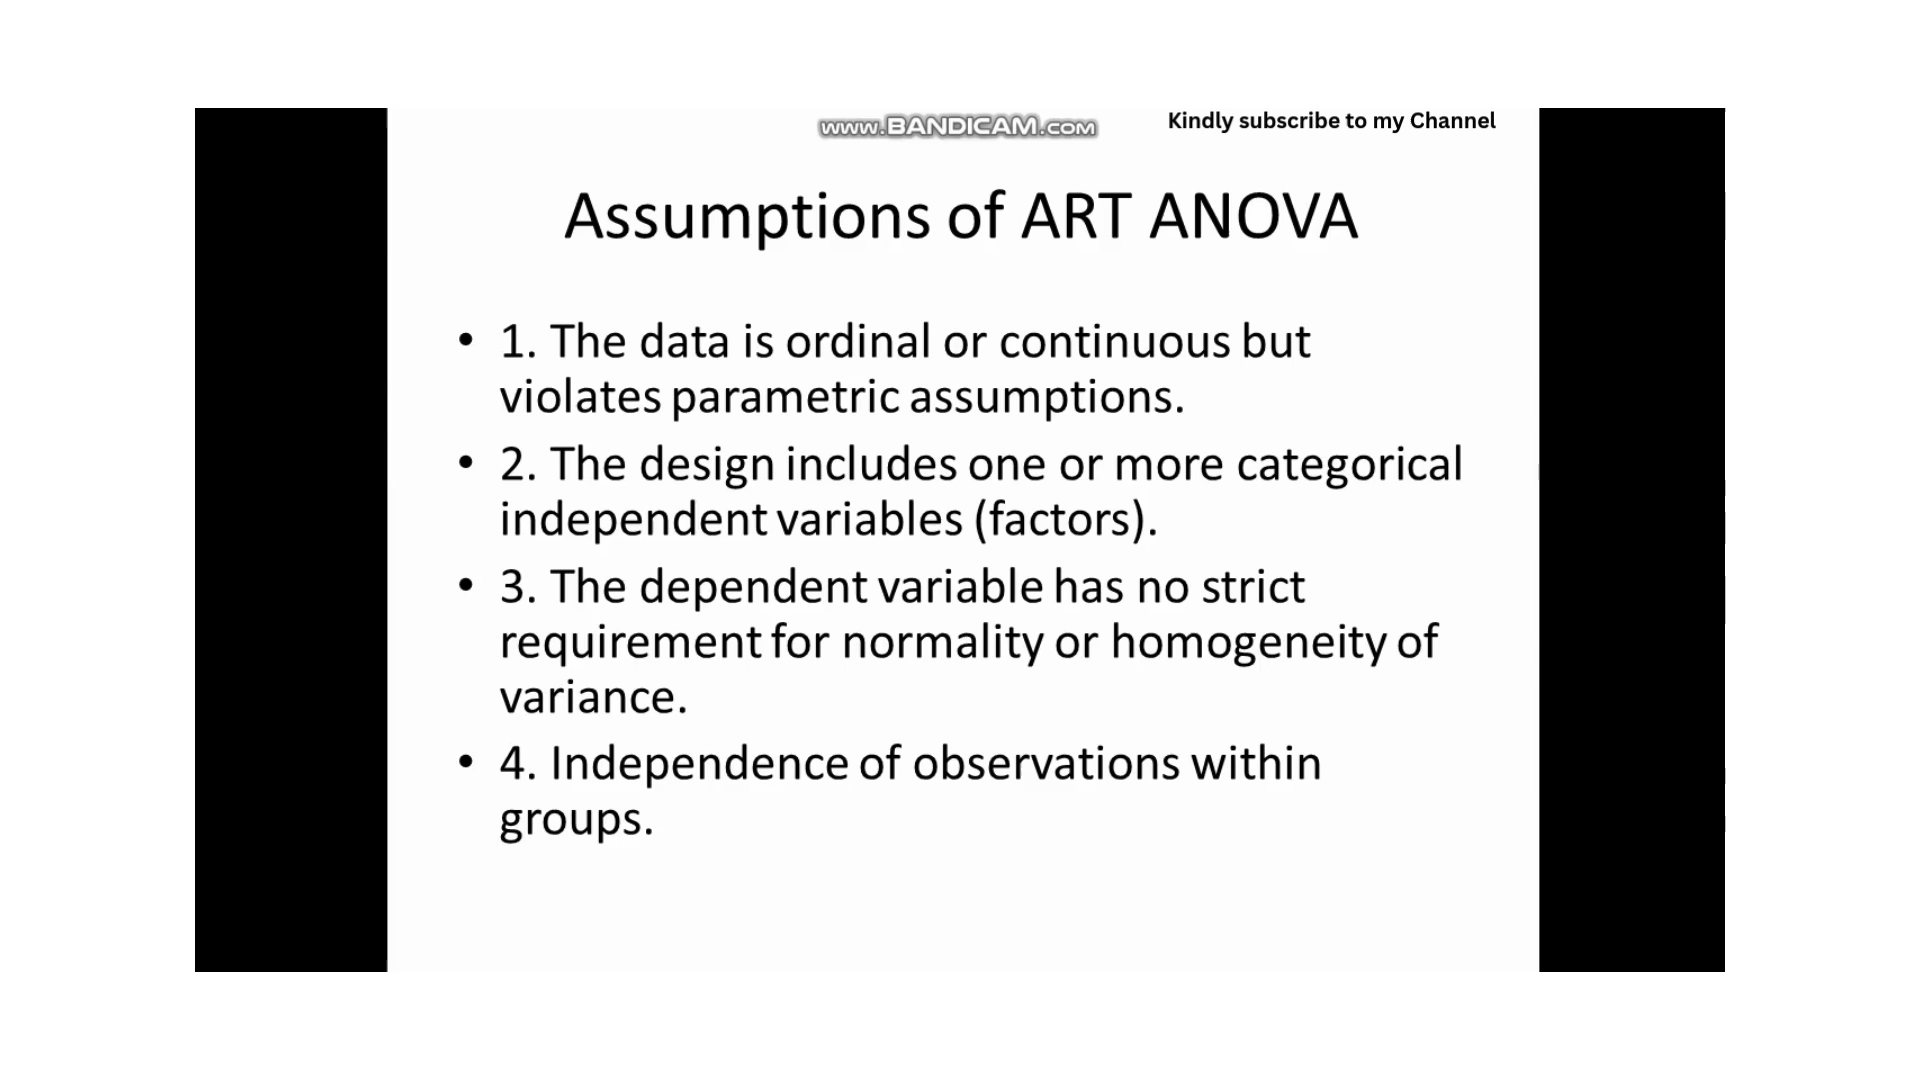 www.BANDICAM.com
Kindly subscribe to my Channel
Assumptions of ART ANOVA
• 1. The data is ordinal or continuous but
violates parametric assumptions.
• 2. The design includes one or more categorical
independent variables (factors).
• 3. The dependent variable has no strict
requirement for normality or homogeneity of
variance.
• 4. Independence of observations within
groups.